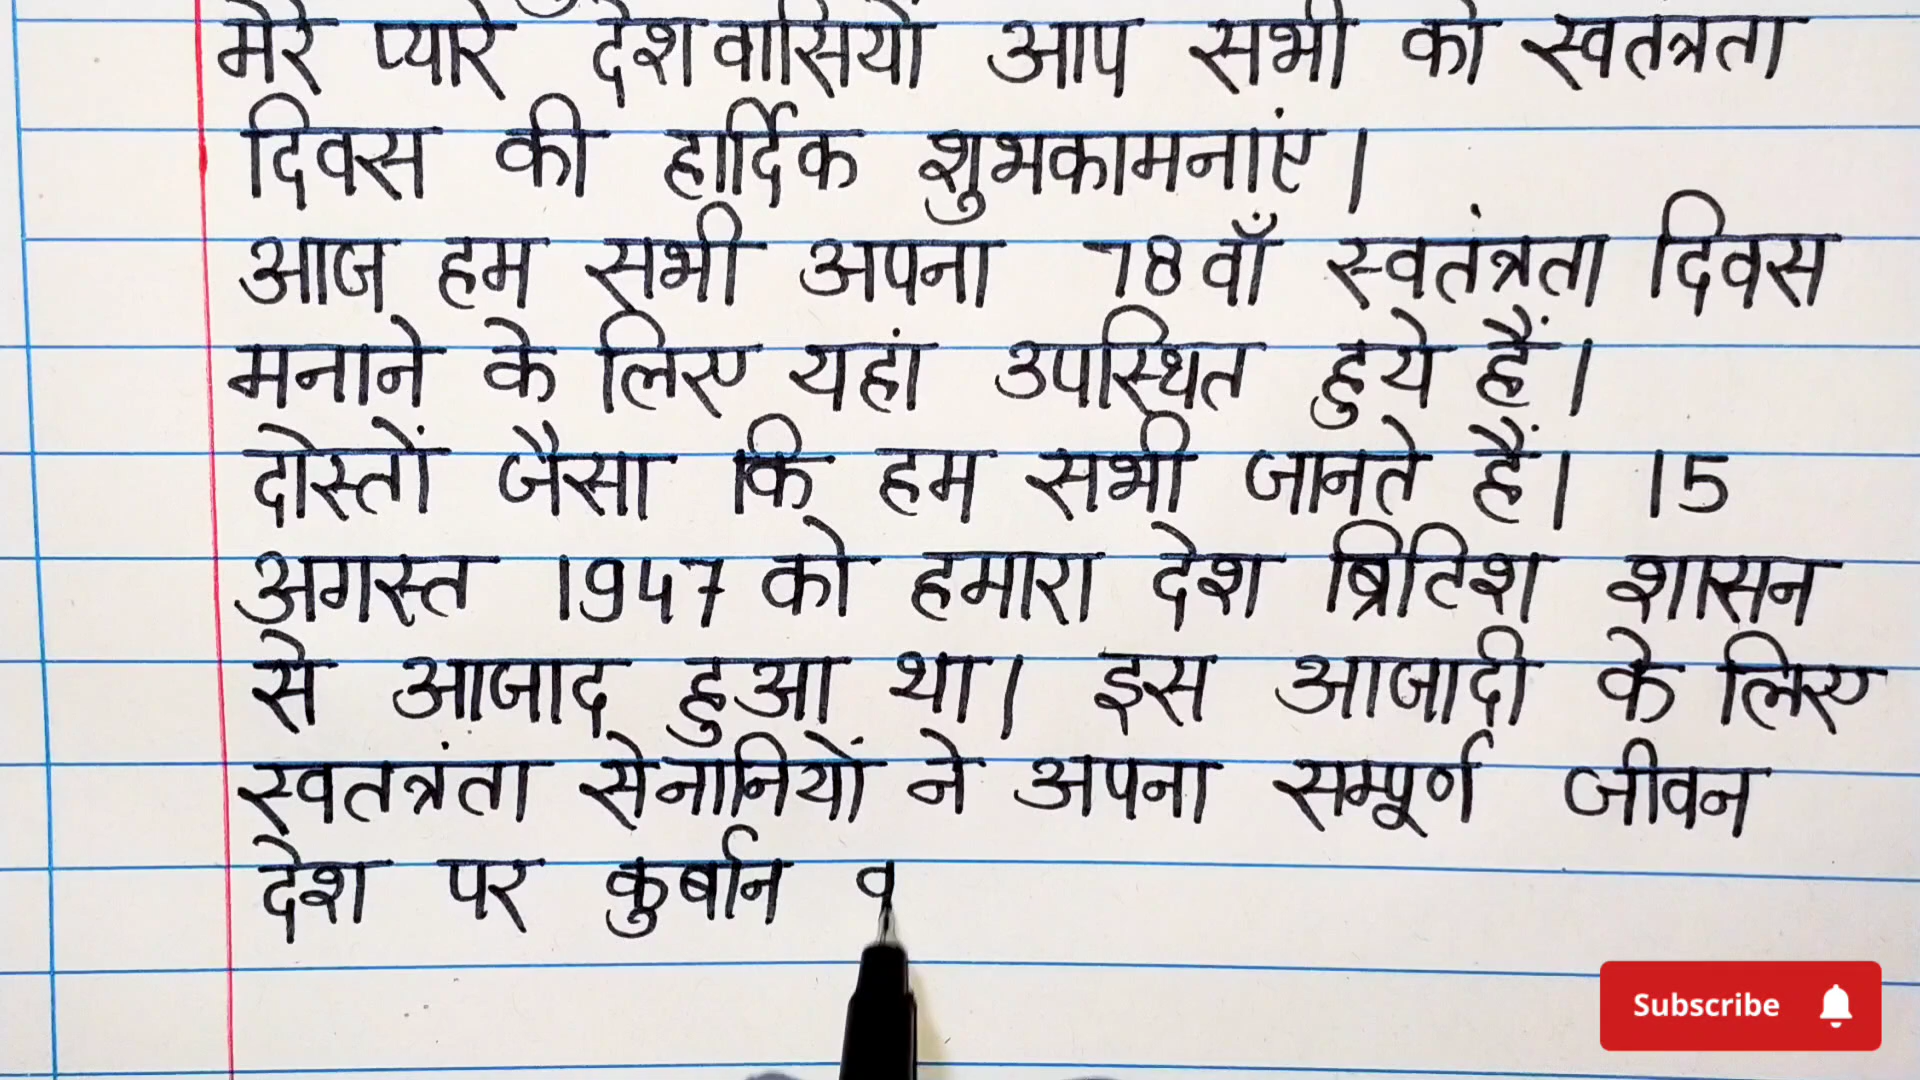 मेरे प्यारे देशवासियों आप सभी को स्वतंत्रता
दिवस की हार्दिक शुभकामनाएं।
आज हम सभी अपना 78वाँ स्वतंत्रता दिवस
मनाने के लिए यहां उपस्थित हुये हैं।
दोस्तों जैसा कि हम सभी जानते हैं। 15
अगस्त 1947 को हमारा देश ब्रिटिश शासन
से आजाद हुआ था। इस आजादी के लिए
स्वतत्रंता सेनानियों ने अपना सम्पूर्ण जीवन
देश पर कुर्बान
Subscribe